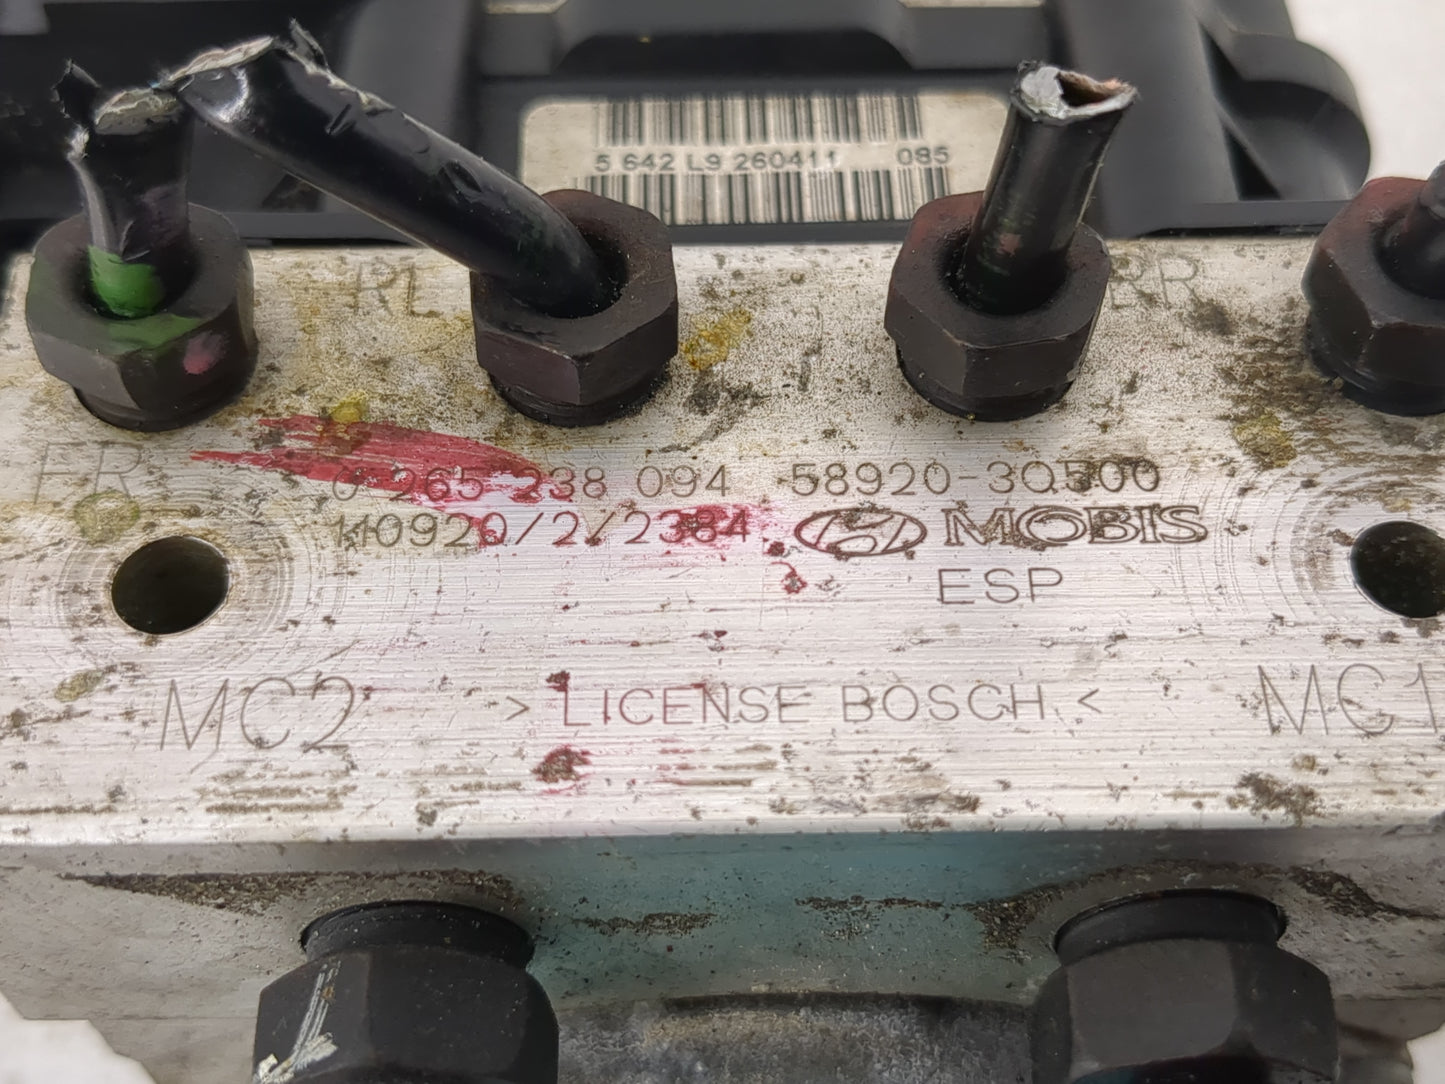 5 642 L9 260411 085
RL RR
FR
0 265 238 094 58920-3Q500
110920/2/2384 MOBIS
ESP
MC2 > LICENSE BOSCH < MC1